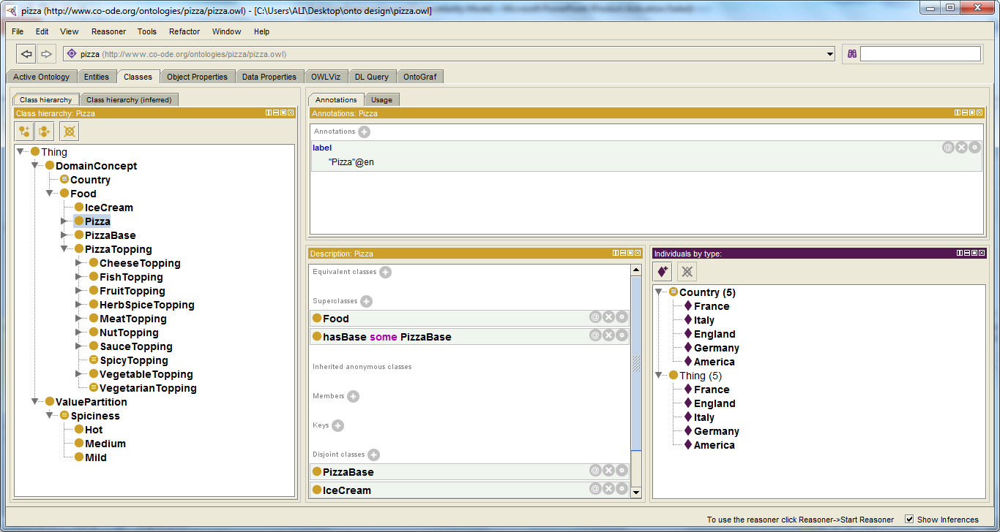 pizza (http://www.co-ode.org/ontologies/pizza/pizza.owl) - [C:\Users\ALI\Desktop\onto design\pizza.owl]
File Edit View Reasoner Tools Refactor Window Help
pizza (http://www.co-ode.org/ontologies/pizza/pizza.owl)
Active Ontology Entities Classes Object Properties Data Properties OWLViz DL Query OntoGraf
Class hierarchy Class hierarchy (inferred)
Class hierarchy: Pizza
Thing
DomainConcept
Country
Food
IceCream
Pizza
PizzaBase
PizzaTopping
CheeseTopping
FishTopping
FruitTopping
HerbSpiceTopping
MeatTopping
NutTopping
SauceTopping
SpicyTopping
VegetableTopping
VegetarianTopping
ValuePartition
Spiciness
Hot
Medium
Mild
Annotations Usage
Annotations: Pizza
Annotations
label
"Pizza"@en
Description: Pizza
Equivalent classes
Superclasses
Food
hasBase some PizzaBase
Inherited anonymous classes
Members
Keys
Disjoint classes
PizzaBase
IceCream
Individuals by type:
Country (5)
France
Italy
England
Germany
America
Thing (5)
France
England
Italy
Germany
America
To use the reasoner click Reasoner->Start Reasoner Show Inferences